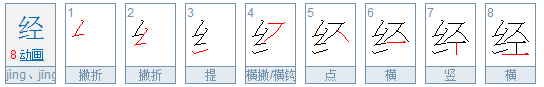 经
8 动画
jīng、jìng
1 2 3 4 5 6 7 8
撇折 撇折 提 横撇/横钩 点 横 竖 横